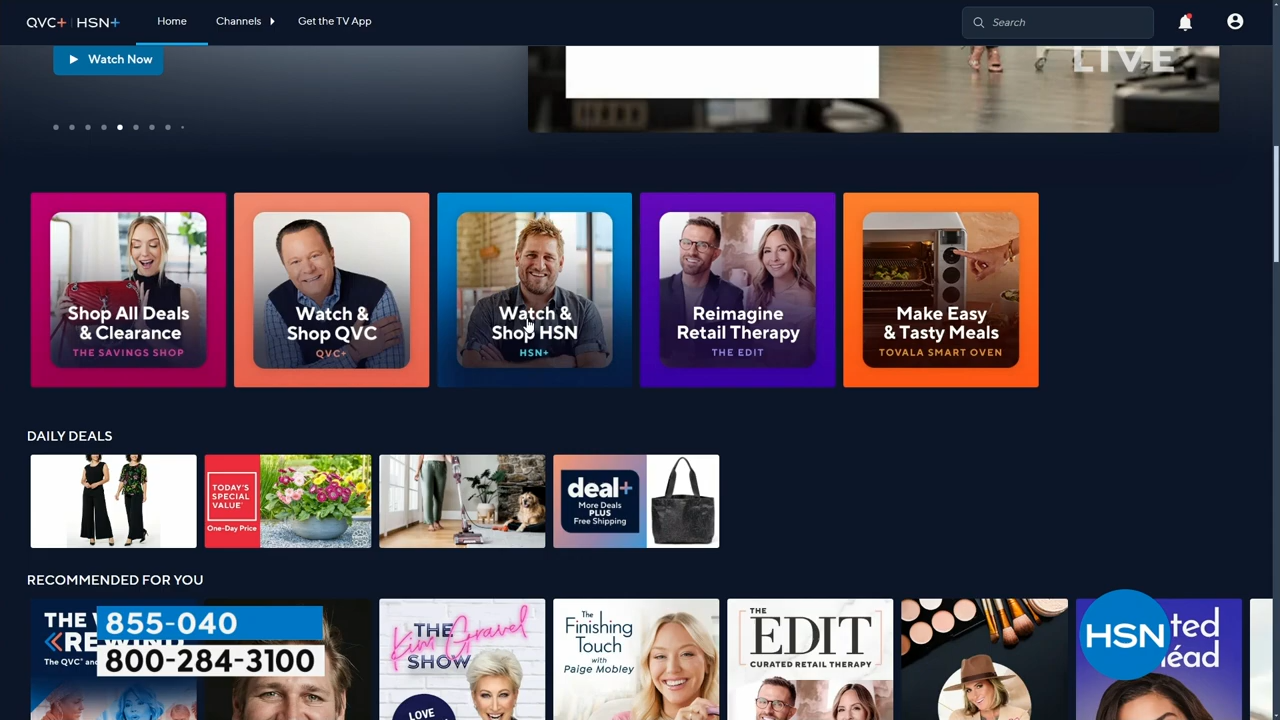 QVC+ | HSN+
Home
Channels
Get the TV App
Search
Watch Now
LIVE
Shop All Deals
& Clearance
THE SAVINGS SHOP
Watch &
Shop QVC
QVC+
Watch &
Shop HSN
HSN+
Reimagine
Retail Therapy
THE EDIT
Make Easy
& Tasty Meals
TOVALA SMART OVEN
DAILY DEALS
TODAY'S
SPECIAL
VALUE
One-Day Price
deal+
More Deals
PLUS
Free Shipping
RECOMMENDED FOR YOU
THE
The QVC
855-040
800-284-3100
THE
Kim Gravel
SHOW
LOVE
The
Finishing
Touch
with
Paige Mobley
THE
EDIT
CURATED RETAIL THERAPY
HSN